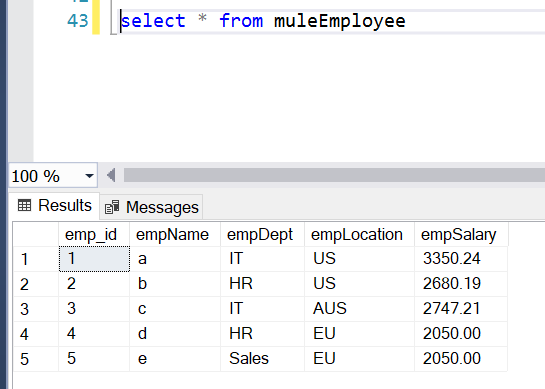 43 select * from muleEmployee
100 %
Results Messages
emp_id empName empDept empLocation empSalary
1 1 a IT US 3350.24
2 2 b HR US 2680.19
3 3 c IT AUS 2747.21
4 4 d HR EU 2050.00
5 5 e Sales EU 2050.00